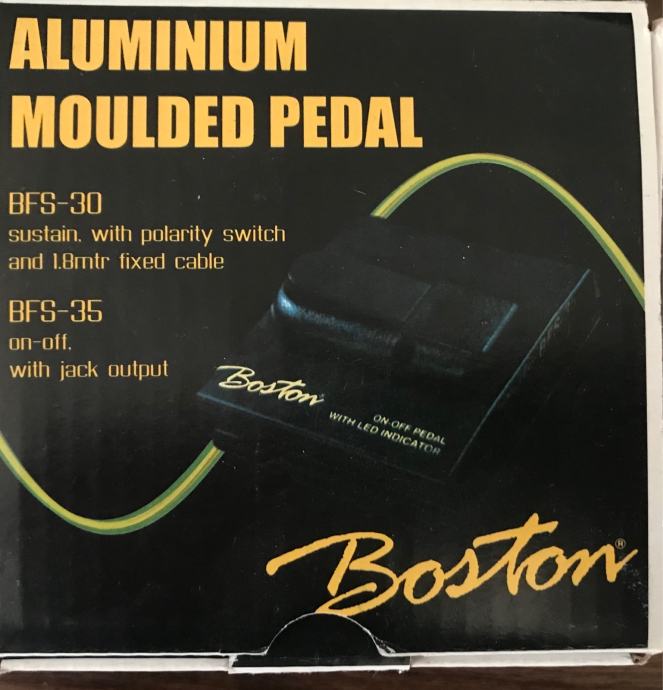 ALUMINIUM
MOULDED PEDAL
BFS-30
sustain, with polarity switch
and 1.8mtr fixed cable
BFS-35
on-off,
with jack output
Boston
ON-OFF PEDAL
WITH LED INDICATOR
Boston®